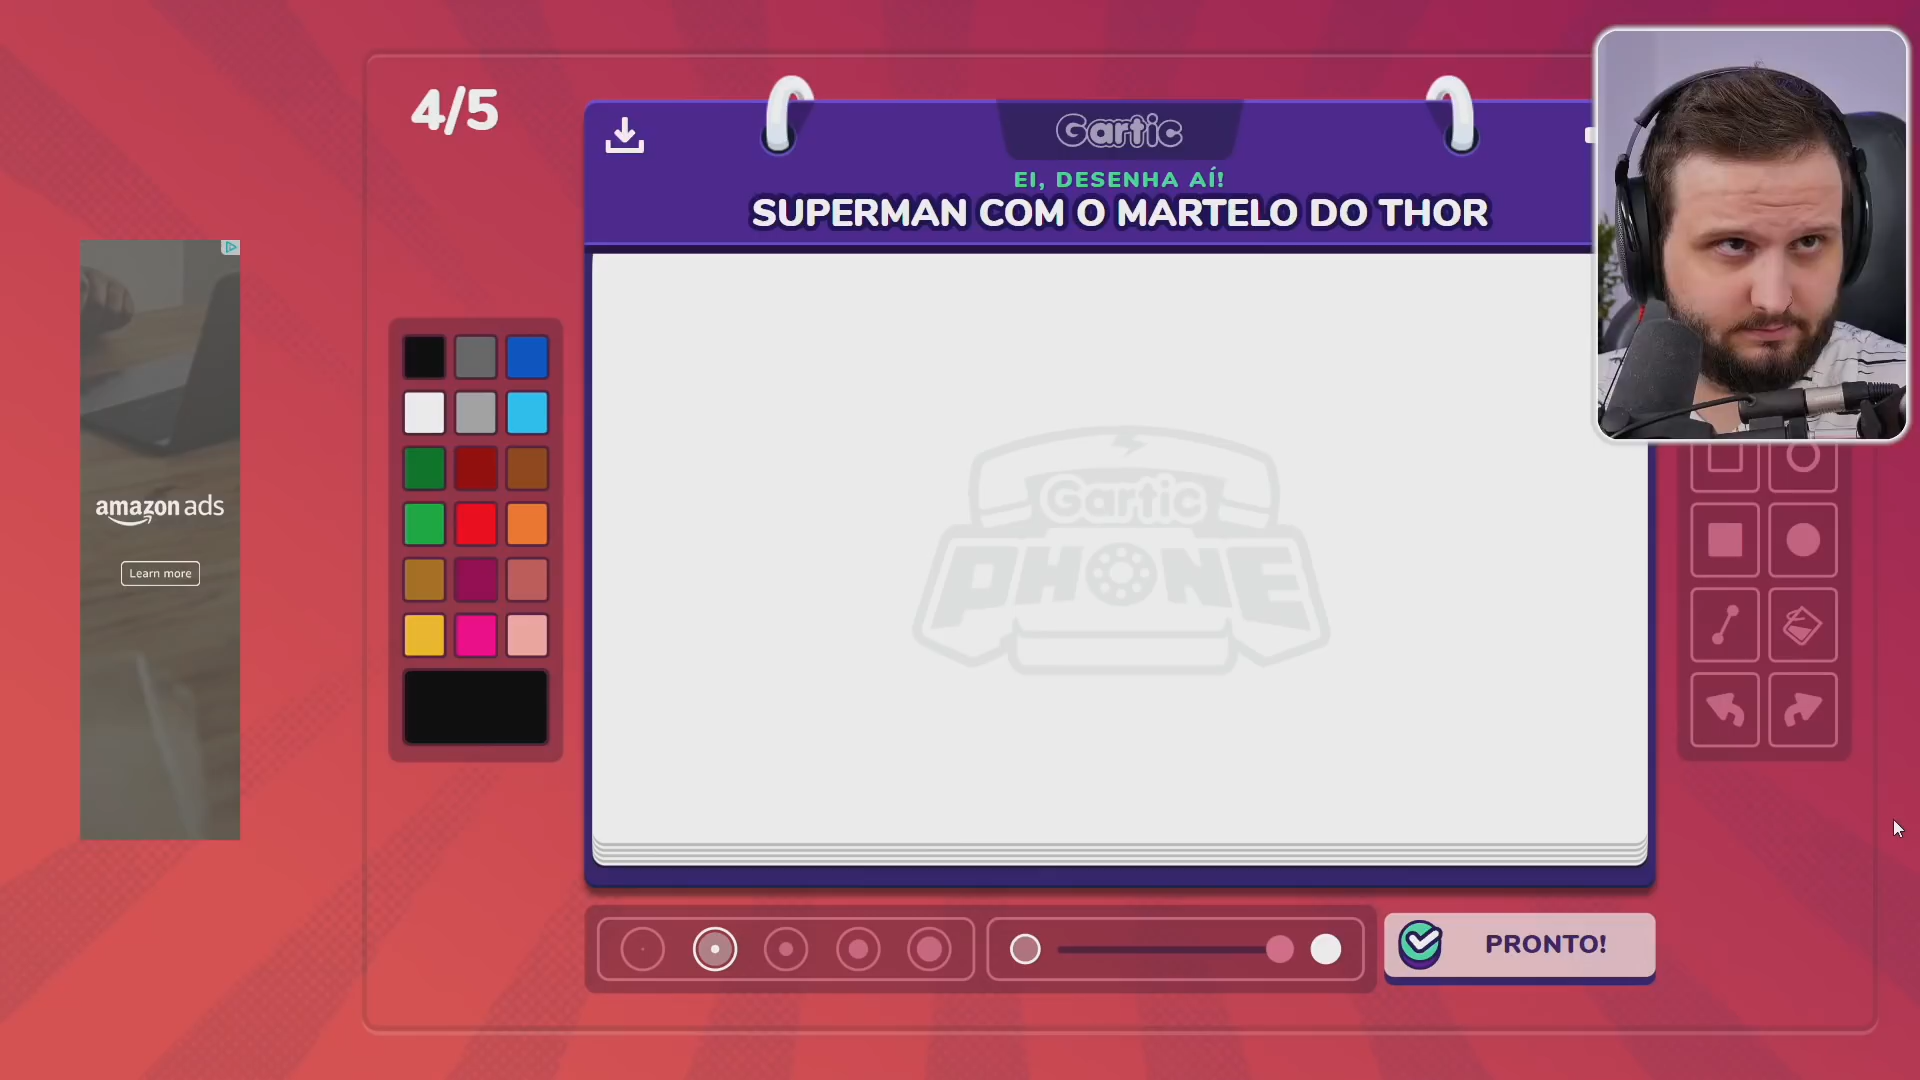 4/5
Gartic
EI, DESENHA AÍ!
SUPERMAN COM O MARTELO DO THOR
amazon ads
Learn more
Gartic
PHONE
PRONTO!